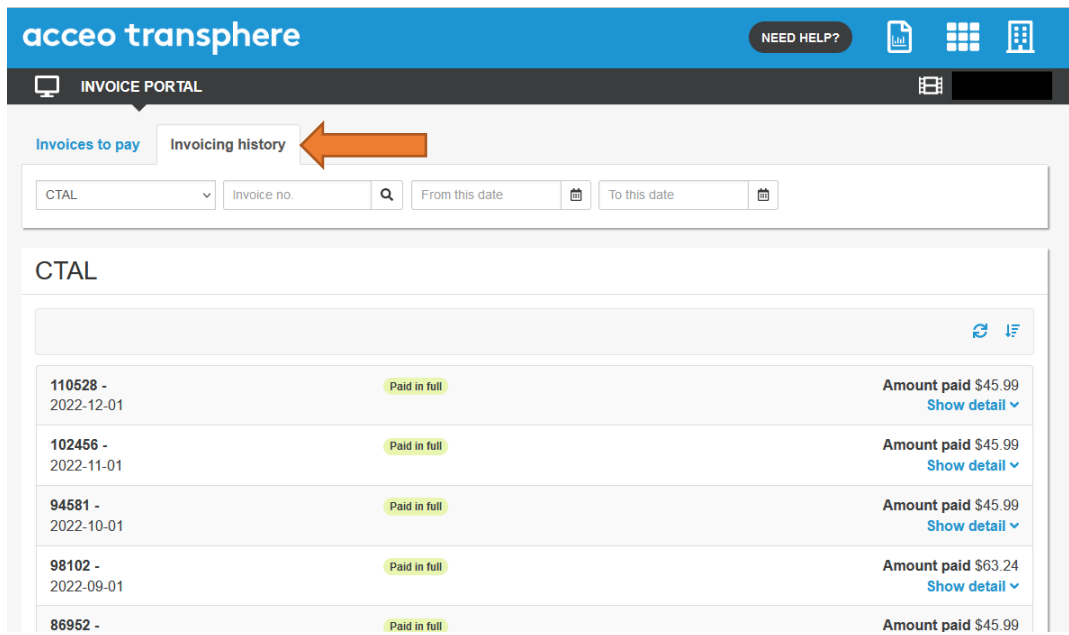 acceo transphere
NEED HELP?
INVOICE PORTAL
Invoices to pay
Invoicing history
CTAL
Invoice no.
From this date
To this date
CTAL
110528 -
Paid in full
Amount paid $45.99
2022-12-01
Show detail
102456 -
Paid in full
Amount paid $45.99
2022-11-01
Show detail
94581 -
Paid in full
Amount paid $45.99
2022-10-01
Show detail
98102 -
Paid in full
Amount paid $63.24
2022-09-01
Show detail
86952 -
Paid in full
Amount paid $45.99